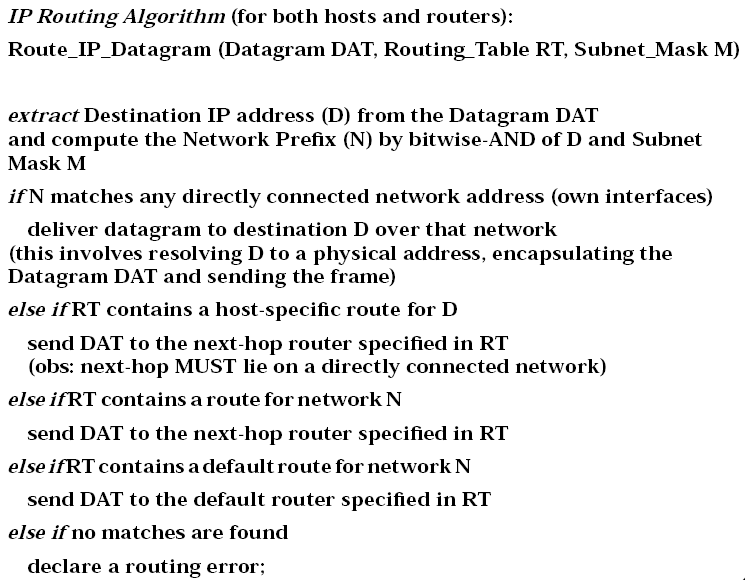 IP Routing Algorithm (for both hosts and routers):
Route_IP_Datagram (Datagram DAT, Routing_Table RT, Subnet_Mask M)
extract Destination IP address (D) from the Datagram DAT
and compute the Network Prefix (N) by bitwise-AND of D and Subnet
Mask M
if N matches any directly connected network address (own interfaces)
deliver datagram to destination D over that network
(this involves resolving D to a physical address, encapsulating the
Datagram DAT and sending the frame)
else if RT contains a host-specific route for D
send DAT to the next-hop router specified in RT
(obs: next-hop MUST lie on a directly connected network)
else if RT contains a route for network N
send DAT to the next-hop router specified in RT
else if RT contains a default route for network N
send DAT to the default router specified in RT
else if no matches are found
declare a routing error;